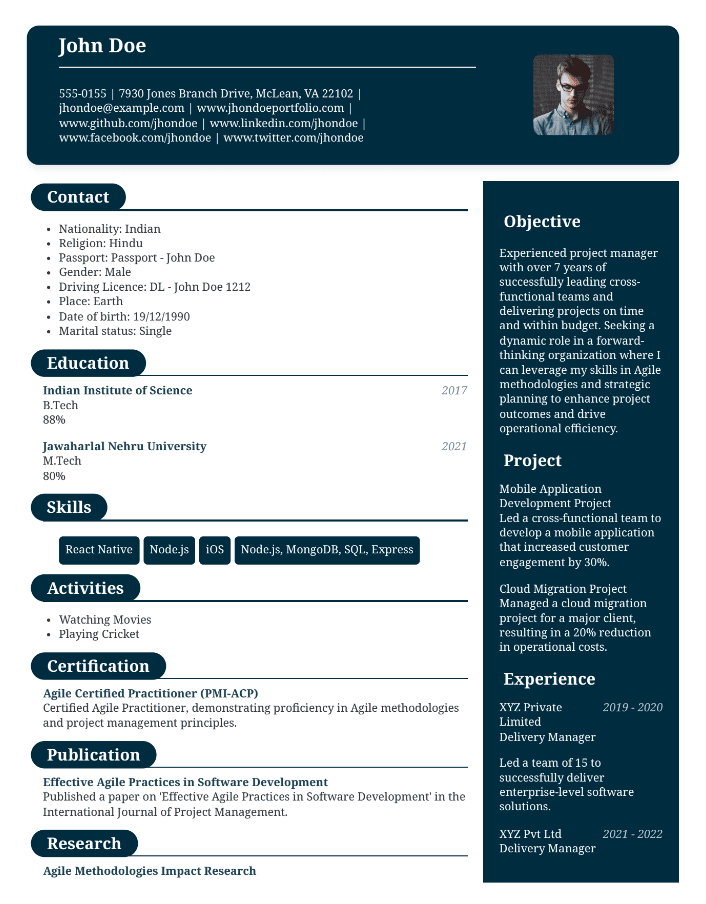 John Doe
555-0155 | 7930 Jones Branch Drive, McLean, VA 22102 |
jhondoe@example.com | www.jhondoeportfolio.com |
www.github.com/jhondoe | www.linkedin.com/jhondoe |
www.facebook.com/jhondoe | www.twitter.com/jhondoe
Contact
• Nationality: Indian
• Religion: Hindu
• Passport: Passport - John Doe
• Gender: Male
• Driving Licence: DL - John Doe 1212
• Place: Earth
• Date of birth: 19/12/1990
• Marital status: Single
Education
Indian Institute of Science 2017
B.Tech
88%
Jawaharlal Nehru University 2021
M.Tech
80%
Skills
React Native Node.js iOS Node.js, MongoDB, SQL, Express
Activities
• Watching Movies
• Playing Cricket
Certification
Agile Certified Practitioner (PMI-ACP)
Certified Agile Practitioner, demonstrating proficiency in Agile methodologies
and project management principles.
Publication
Effective Agile Practices in Software Development
Published a paper on 'Effective Agile Practices in Software Development' in the
International Journal of Project Management.
Research
Agile Methodologies Impact Research
Objective
Experienced project manager
with over 7 years of
successfully leading cross-
functional teams and
delivering projects on time
and within budget. Seeking a
dynamic role in a forward-
thinking organization where I
can leverage my skills in Agile
methodologies and strategic
planning to enhance project
outcomes and drive
operational efficiency.
Project
Mobile Application
Development Project
Led a cross-functional team to
develop a mobile application
that increased customer
engagement by 30%.
Cloud Migration Project
Managed a cloud migration
project for a major client,
resulting in a 20% reduction
in operational costs.
Experience
XYZ Private 2019 - 2020
Limited
Delivery Manager
Led a team of 15 to
successfully deliver
enterprise-level software
solutions.
XYZ Pvt Ltd 2021 - 2022
Delivery Manager